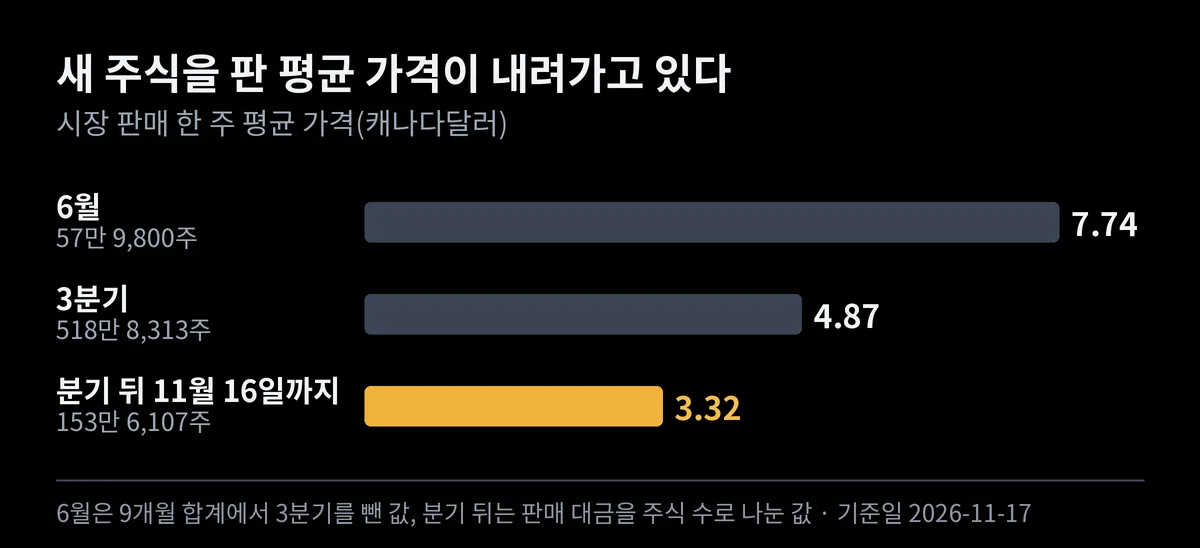 새 주식을 판 평균 가격이 내려가고 있다
시장 판매 한 주 평균 가격(캐나다달러)
6월
57만 9,800주
7.74
3분기
518만 8,313주
4.87
분기 뒤 11월 16일까지
153만 6,107주
3.32
6월은 9개월 합계에서 3분기를 뺀 값, 분기 뒤는 판매 대금을 주식 수로 나눈 값 · 기준일 2026-11-17